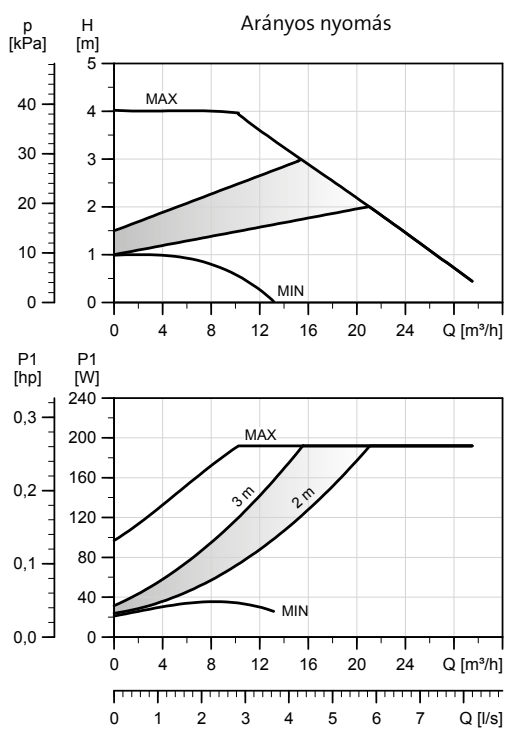 Arányos nyomás
p
[kPa]
H
[m]
40
30
20
10
0
5
4
3
2
1
0
MAX
MIN
0 4 8 12 16 20 24 Q [m³/h]
P1
[hp]
P1
[W]
0,3
0,2
0,1
0,0
240
200
160
120
80
40
0
MAX
3 m
2 m
MIN
0 4 8 12 16 20 24 Q [m³/h]
0 1 2 3 4 5 6 7 Q [l/s]